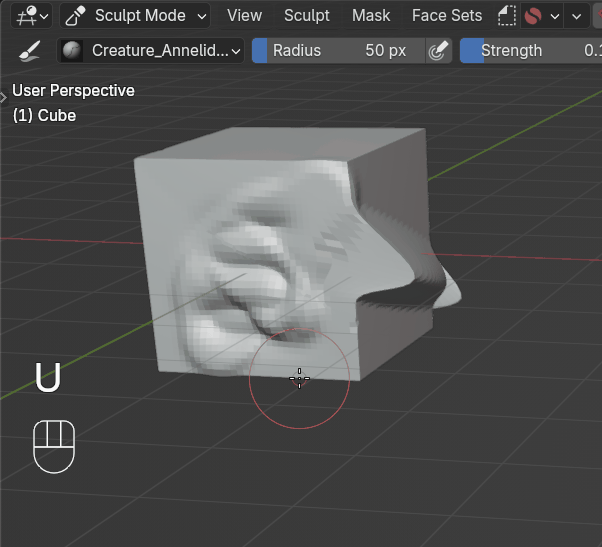 Sculpt Mode View Sculpt Mask Face Sets
Creature_Annelid... Radius 50 px Strength 0.1
User Perspective
(1) Cube
U